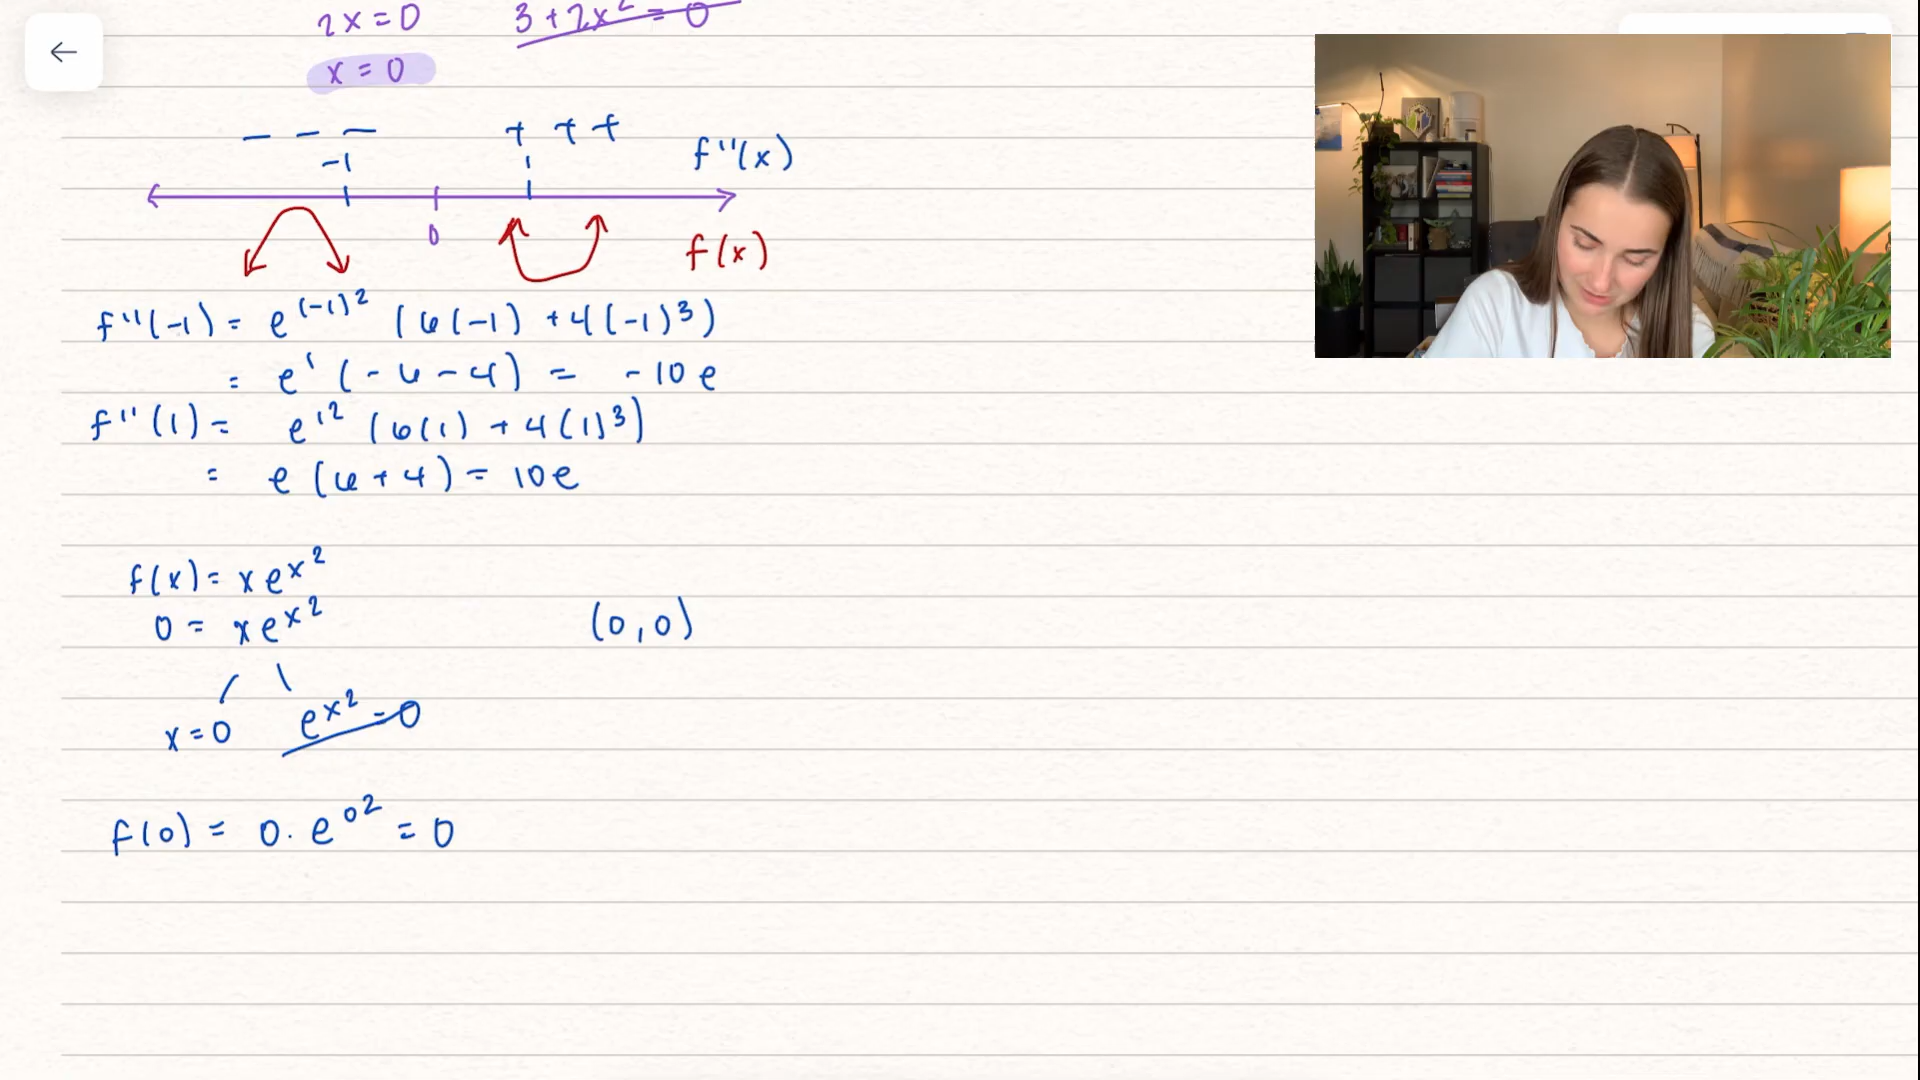 2x = 0 3 + 2x² = 0
x = 0
— — — + + +
-1 1 f''(x)
0 f(x)
f''(-1) = e^(-1)² (6(-1) + 4(-1)³)
= e¹ (-6 - 4) = -10e
f''(1) = e^1² (6(1) + 4(1)³)
= e (6 + 4) = 10e
f(x) = x e^x²
0 = x e^x² (0,0)
x = 0 e^x² = 0
f(0) = 0 · e^0² = 0